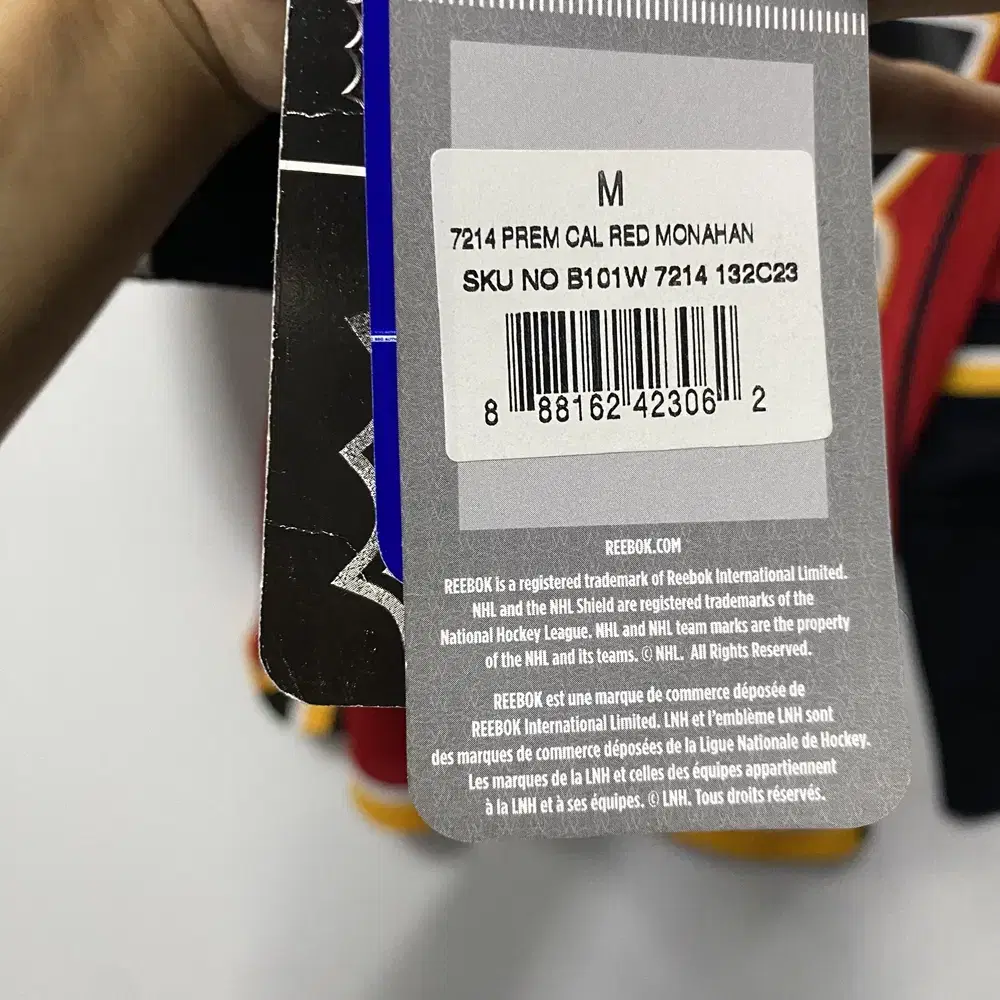 M
7214 PREM CAL RED MONAHAN
SKU NO B101W 7214 132C23
8 88162 42306 2
REEBOK.COM
REEBOK is a registered trademark of Reebok International Limited.
NHL and the NHL Shield are registered trademarks of the
National Hockey League. NHL and NHL team marks are the property
of the NHL and its teams. © NHL. All Rights Reserved.
REEBOK est une marque de commerce déposée de
REEBOK International Limited. LNH et l'emblème LNH sont
des marques de commerce déposées de la Ligue Nationale de Hockey.
Les marques de la LNH et celles des équipes appartiennent
à la LNH et à ses équipes. © LNH. Tous droits réservés.